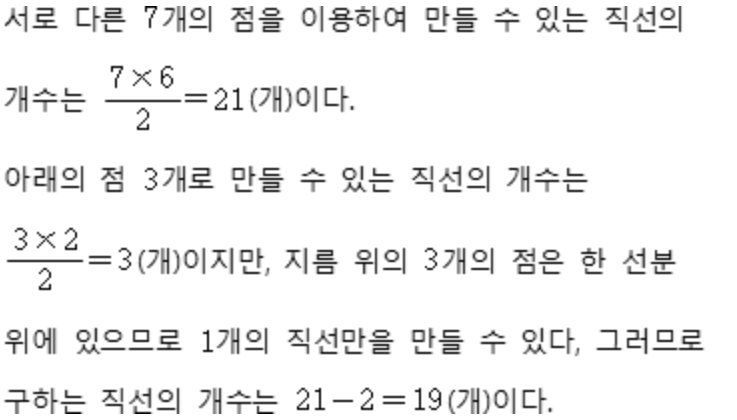 서로 다른 7개의 점을 이용하여 만들 수 있는 직선의
개수는 $\frac{7×6}{2}=21$(개)이다.
아래의 점 3개로 만들 수 있는 직선의 개수는
$\frac{3×2}{2}=3$(개)이지만, 지름 위의 3개의 점은 한 선분
위에 있으므로 1개의 직선만을 만들 수 있다, 그러므로
구하는 직선의 개수는 21-2=19(개)이다.